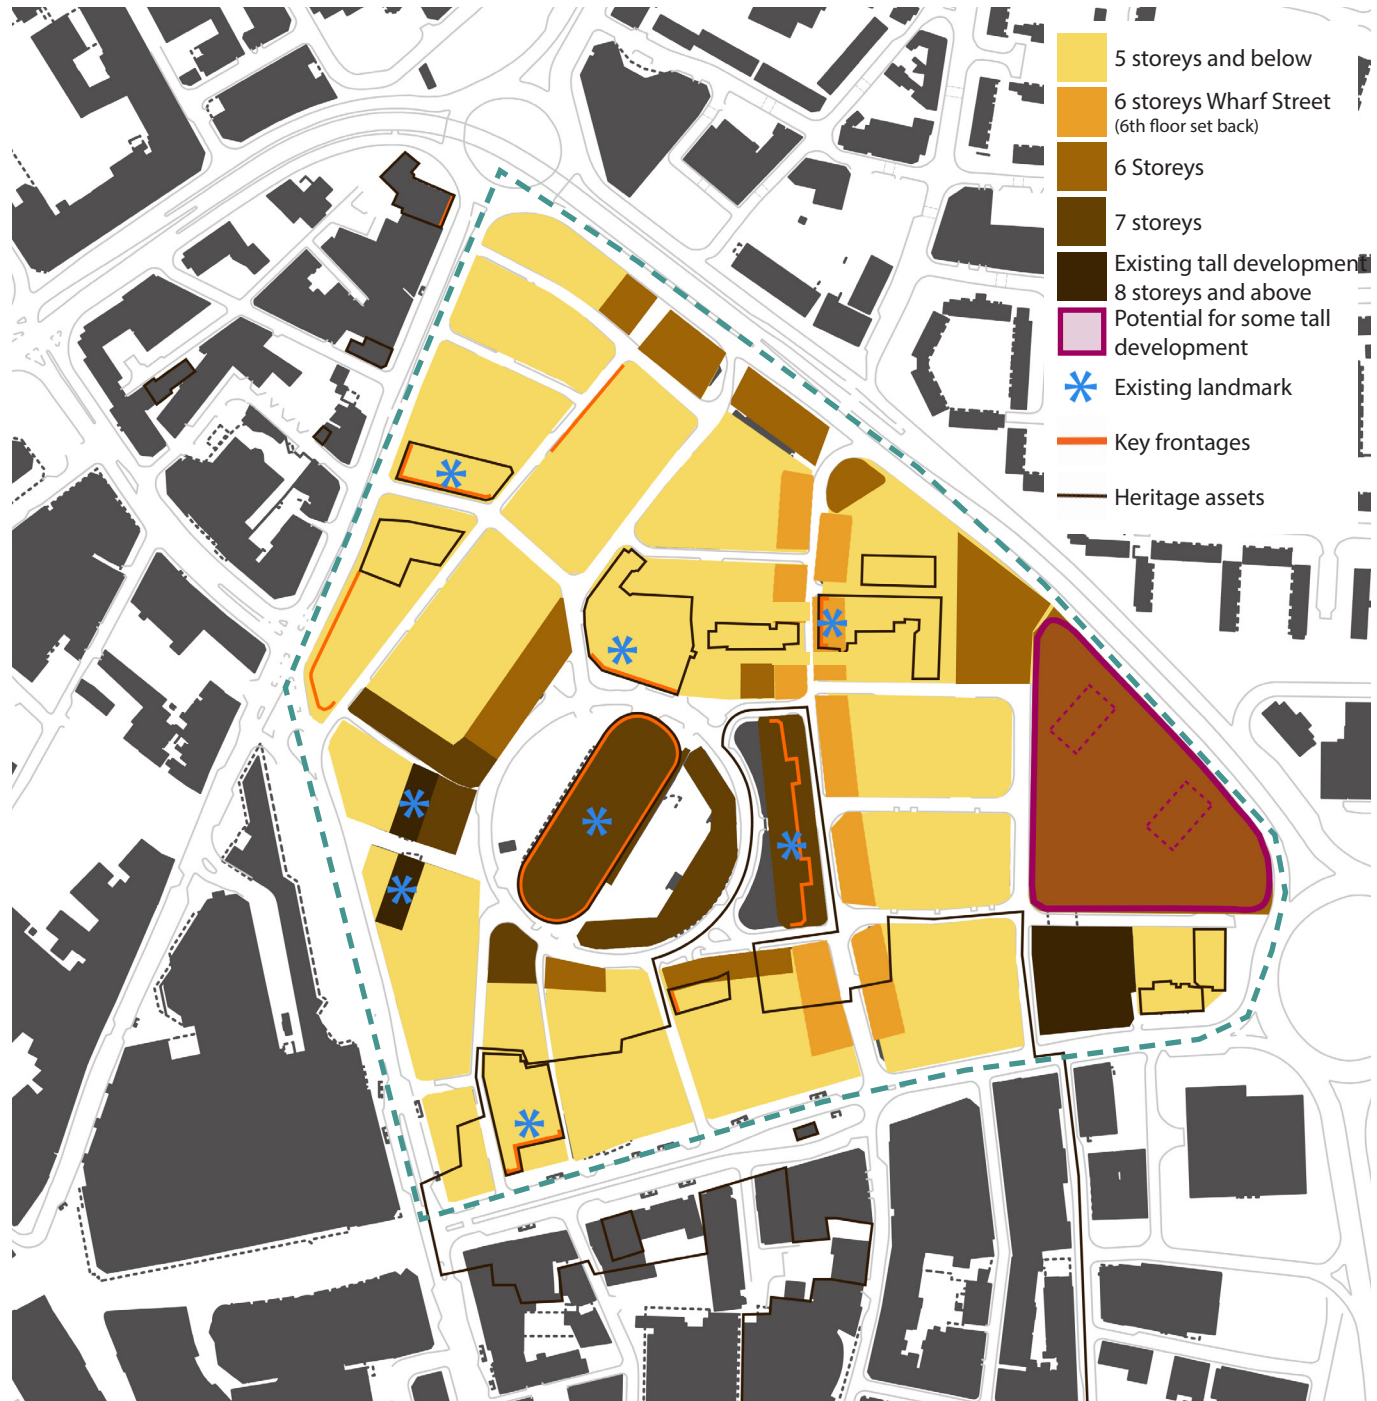 5 storeys and below
6 storeys Wharf Street
(6th floor set back)
6 Storeys
7 storeys
Existing tall development
8 storeys and above
Potential for some tall
development
Existing landmark
Key frontages
Heritage assets